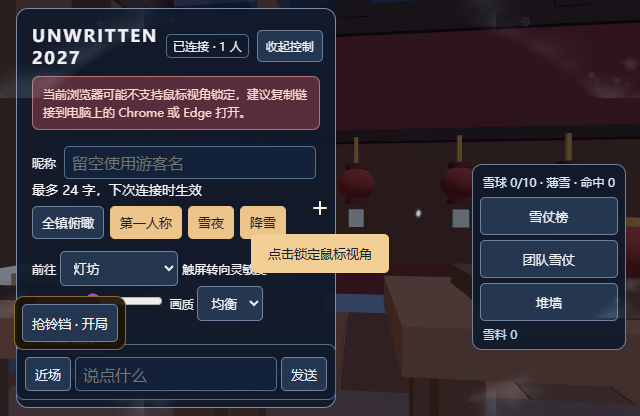 UNWRITTEN
2027
已连接 · 1 人
收起控制
当前浏览器可能不支持鼠标视角锁定，建议复制链
接到电脑上的 Chrome 或 Edge 打开。
昵称
留空使用游客名
最多 24 字，下次连接时生效
全镇俯瞰
第一人称
雪夜
降雪
点击锁定鼠标视角
前往
灯坊
触屏转向灵敏度
画质
均衡
抢铃铛 · 开局
近场
说点什么
发送
雪球 0/10 · 薄雪 · 命中 0
雪仗榜
团队雪仗
堆墙
雪料 0